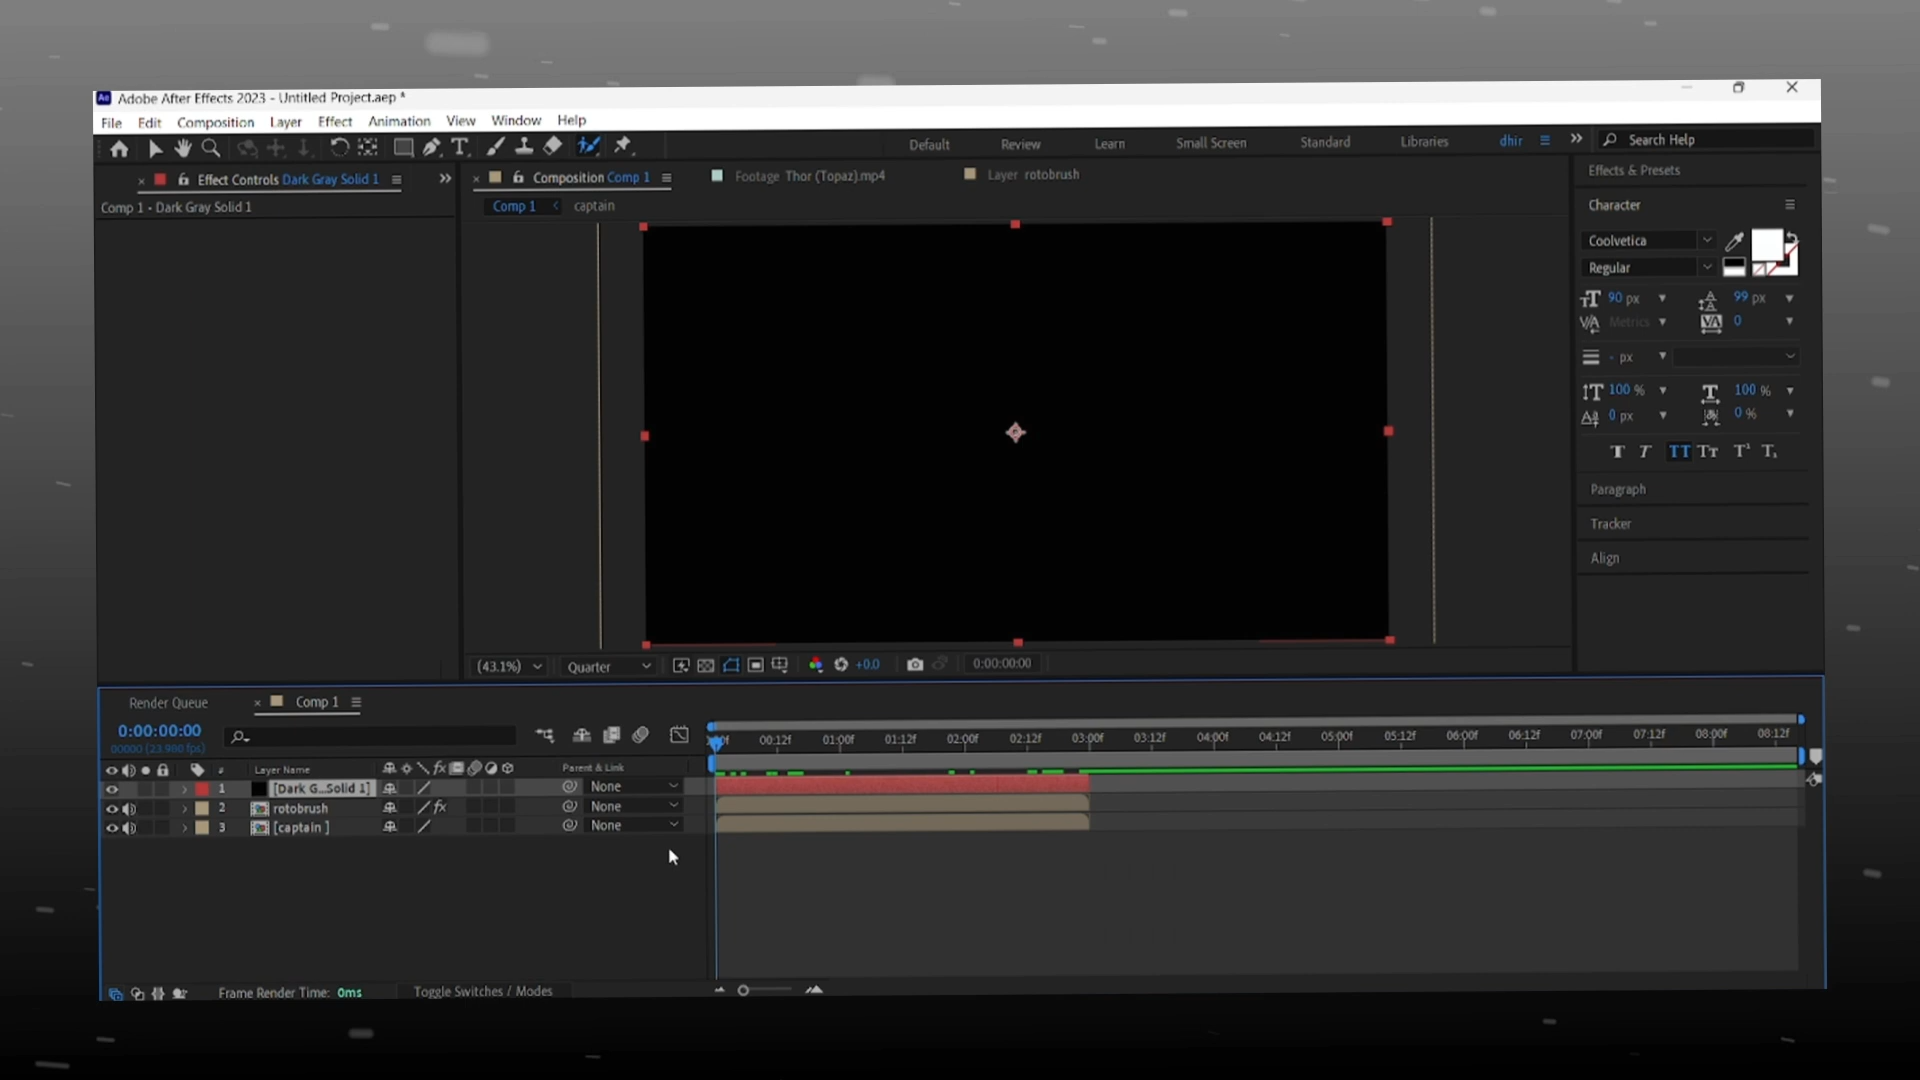 Ae Adobe After Effects 2023 - Untitled Project.aep *
File Edit Composition Layer Effect Animation View Window Help
Default Review Learn Small Screen Standard Libraries dhir Search Help
Effect Controls Dark Gray Solid 1
Composition Comp 1
Footage Thor (Topaz).mp4
Layer rotobrush
Effects & Presets
Comp 1 - Dark Gray Solid 1
Comp 1 captain
Character
Coolvetica
Regular
90 px 99 px
Metrics 0
- px
100 % 100 %
0 px 0 %
Paragraph
Tracker
Align
(43.1%) Quarter +0.0 0:00:00:00
Render Queue Comp 1
0:00:00:00
00000 (23.980 fps)
00:12f 01:00f 01:12f 02:00f 02:12f 03:00f 03:12f 04:00f 04:12f 05:00f 05:12f 06:00f 06:12f 07:00f 07:12f 08:00f 08:12f
# Layer Name Parent & Link
1 [Dark G...Solid 1] None
2 rotobrush fx None
3 [captain ] None
Frame Render Time: 0ms Toggle Switches / Modes